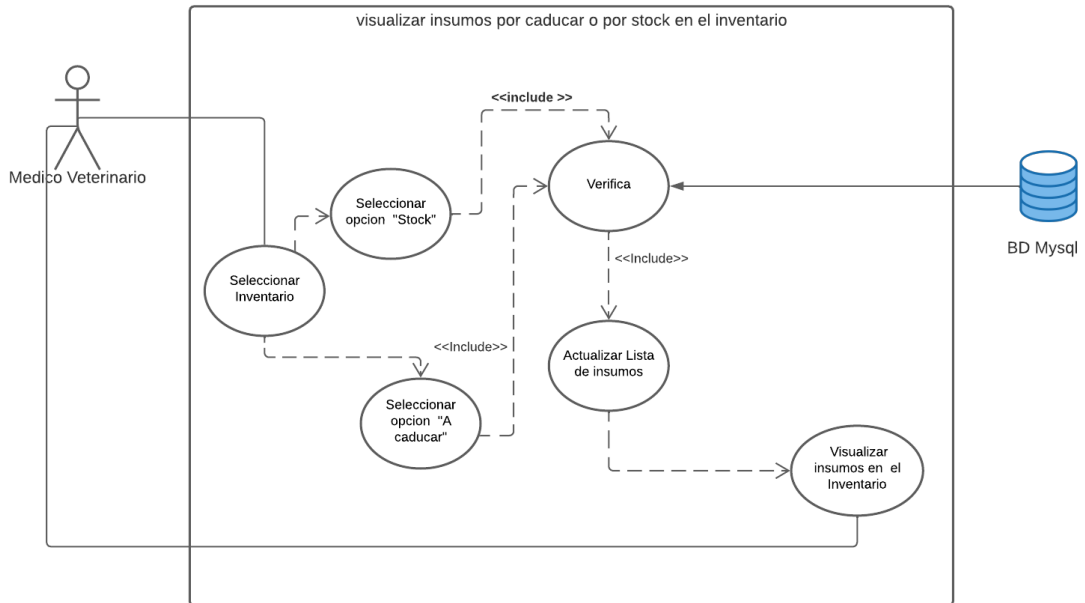 visualizar insumos por caducar o por stock en el inventario
<<include >>
Medico Veterinario
Seleccionar
opcion "Stock"
Verifica
BD Mysql
Seleccionar
Inventario
<<Include>>
<<Include>>
Actualizar Lista
de insumos
Seleccionar
opcion "A
caducar"
Visualizar
insumos en el
Inventario